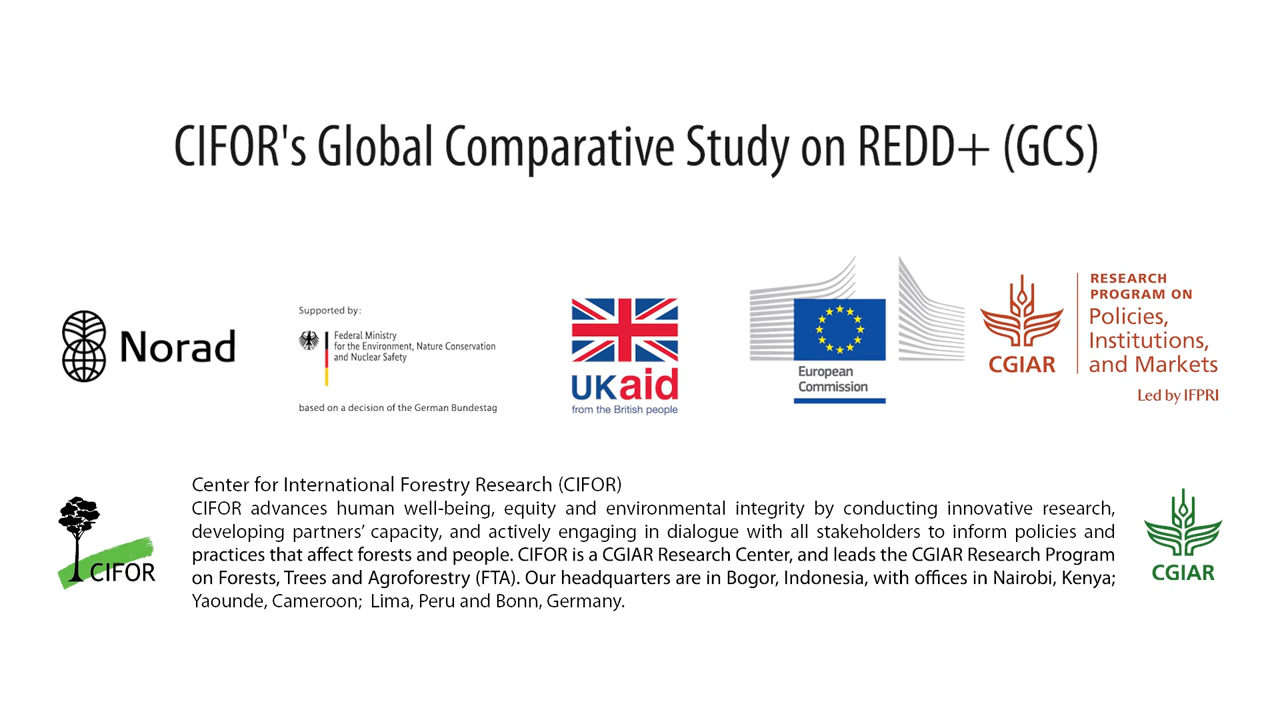 CIFOR's Global Comparative Study on REDD+ (GCS)
Norad
Supported by:
Federal Ministry
for the Environment, Nature Conservation
and Nuclear Safety
based on a decision of the German Bundestag
UKaid
from the British people
European
Commission
CGIAR
RESEARCH
PROGRAM ON
Policies,
Institutions,
and Markets
Led by IFPRI
CIFOR
Center for International Forestry Research (CIFOR)
CIFOR advances human well-being, equity and environmental integrity by conducting innovative research,
developing partners’ capacity, and actively engaging in dialogue with all stakeholders to inform policies and
practices that affect forests and people. CIFOR is a CGIAR Research Center, and leads the CGIAR Research Program
on Forests, Trees and Agroforestry (FTA). Our headquarters are in Bogor, Indonesia, with offices in Nairobi, Kenya;
Yaounde, Cameroon; Lima, Peru and Bonn, Germany.
CGIAR